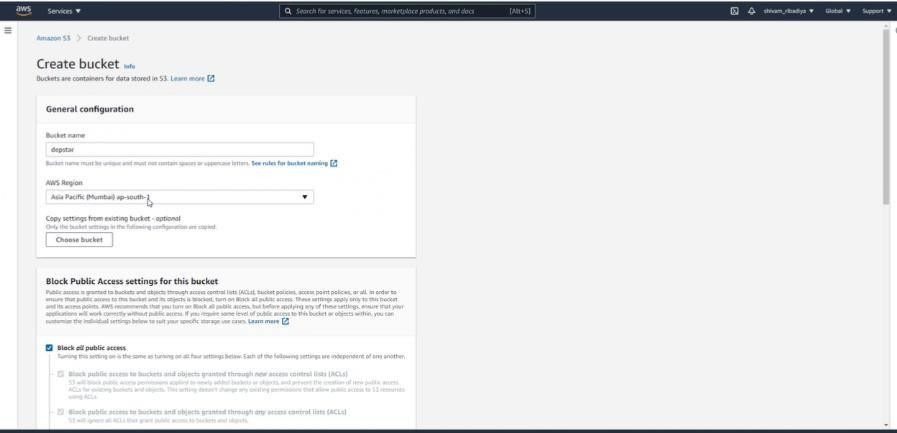 aws Services ▼ Search for services, features, marketplace products, and docs [Alt+S] shivam_ribadiya ▼ Global ▼ Support ▼
Amazon S3 > Create bucket
Create bucket Info
Buckets are containers for data stored in S3. Learn more
General configuration
Bucket name
depstar
Bucket name must be unique and must not contain spaces or uppercase letters. See rules for bucket naming
AWS Region
Asia Pacific (Mumbai) ap-south-1
Copy settings from existing bucket - optional
Only the bucket settings in the following configuration are copied.
Choose bucket
Block Public Access settings for this bucket
Public access is granted to buckets and objects through access control lists (ACLs), bucket policies, access point policies, or all. In order to
ensure that public access to this bucket and its objects is blocked, turn on Block all public access. These settings apply only to this bucket
and its access points. AWS recommends that you turn on Block all public access, but before applying any of these settings, ensure that your
applications will work correctly without public access. If you require some level of public access to this bucket or objects within, you can
customize the individual settings below to suit your specific storage use cases. Learn more
Block all public access
Turning this setting on is the same as turning on all four settings below. Each of the following settings are independent of one another.
Block public access to buckets and objects granted through new access control lists (ACLs)
S3 will block public access permissions applied to newly added buckets or objects, and prevent the creation of new public access
ACLs for existing buckets and objects. This setting doesn't change any existing permissions that allow public access to S3 resources
using ACLs.
Block public access to buckets and objects granted through any access control lists (ACLs)
S3 will ignore all ACLs that grant public access to buckets and objects.